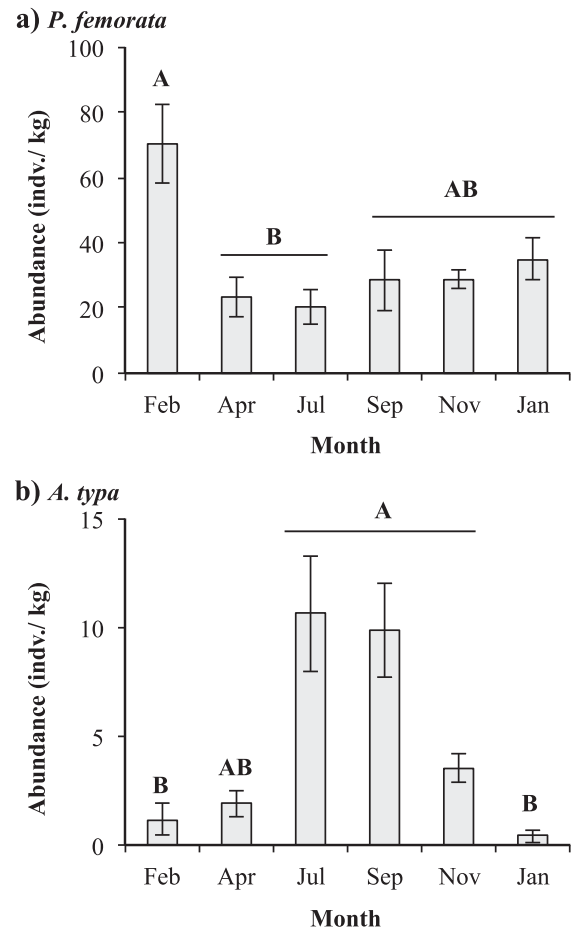 a) P. femorata
100
80
60
40
20
0
Abundance (indv./ kg)
A
B
AB
Feb Apr Jul Sep Nov Jan
Month
b) A. typa
15
10
5
0
Abundance (indv./ kg)
B
AB
A
B
Feb Apr Jul Sep Nov Jan
Month